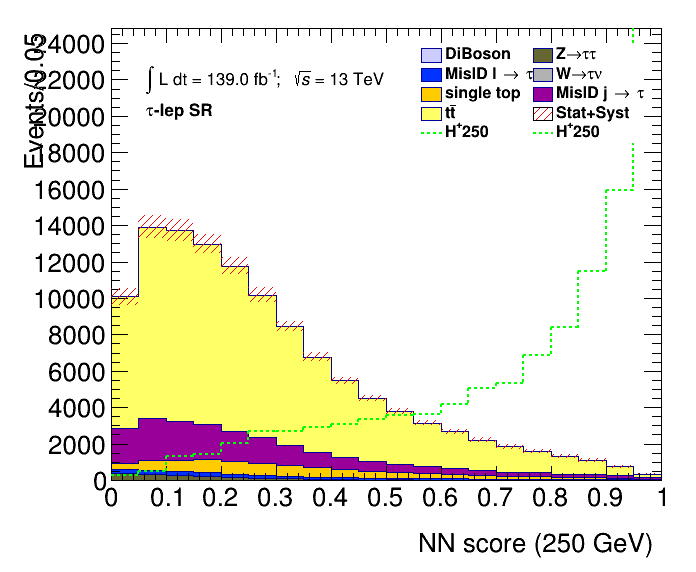 Events/0.05
24000
22000
20000
18000
16000
14000
12000
10000
8000
6000
4000
2000
0
∫ L dt = 139.0 fb⁻¹; √s = 13 TeV
τ-lep SR
DiBoson
Z→ττ
MisID l → τ
W→τν
single top
MisID j → τ
tt̄
Stat+Syst
H⁺250
H⁺250
0 0.1 0.2 0.3 0.4 0.5 0.6 0.7 0.8 0.9 1
NN score (250 GeV)